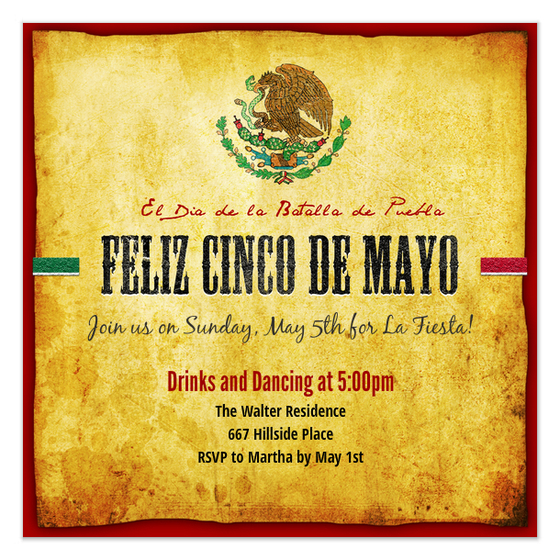 El Dia de la Batalla de Puebla
FELIZ CINCO DE MAYO
Join us on Sunday, May 5th for La Fiesta!
Drinks and Dancing at 5:00pm
The Walter Residence
667 Hillside Place
RSVP to Martha by May 1st